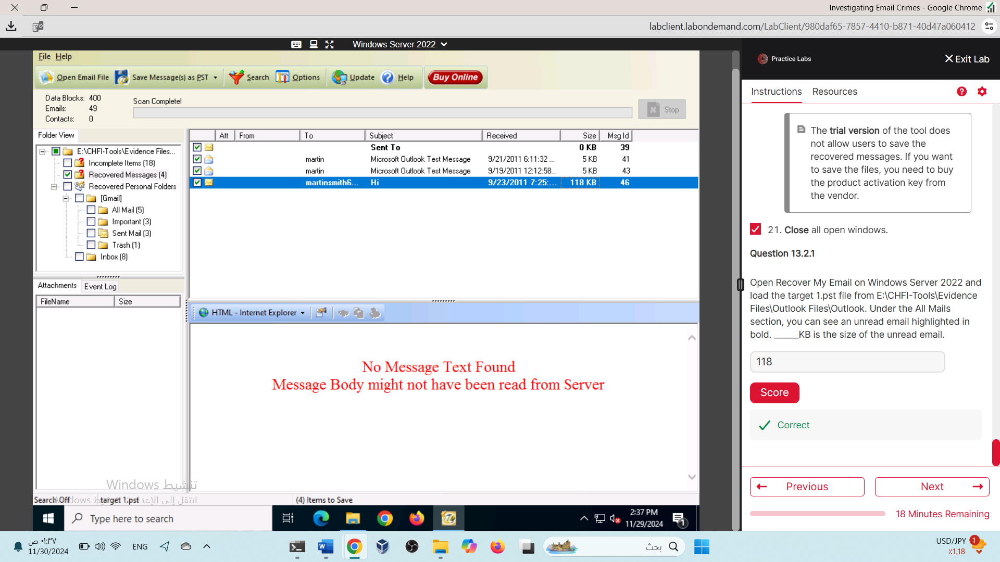 Investigating Email Crimes - Google Chrome
labclient.labondemand.com/LabClient/980daf65-7857-4410-b871-40d47a060412
Windows Server 2022
File Help
Open Email File Save Message(s) as PST Search Options Update Help Buy Online
Data Blocks: 400
Emails: 49
Contacts: 0
Scan Complete!
Stop
Folder View
E:\CHFI-Tools\Evidence Files...
Incomplete Items (18)
Recovered Messages (4)
Recovered Personal Folders
[Gmail]
All Mail (5)
Important (3)
Sent Mail (3)
Trash (1)
Inbox (8)
Att From To Subject Received Size Msg Id
Sent To 0 KB 39
martin Microsoft Outlook Test Message 9/21/2011 6:11:32 ... 5 KB 41
martin Microsoft Outlook Test Message 9/19/2011 12:12:58... 5 KB 43
martinsmith6... Hi 9/23/2011 7:25:... 118 KB 46
Attachments Event Log
FileName Size
HTML - Internet Explorer
No Message Text Found
Message Body might not have been read from Server
تنشيط Windows
Search Off target 1.pst (4) Items to Save
Type here to search
2:37 PM
11/29/2024
1
Practice Labs
Exit Lab
Instructions Resources
The trial version of the tool does
not allow users to save the
recovered messages. If you want
to save the files, you need to buy
the product activation key from
the vendor.
21. Close all open windows.
Question 13.2.1
Open Recover My Email on Windows Server 2022 and
load the target 1.pst file from E:\CHFI-Tools\Evidence
Files\Outlook Files\Outlook. Under the All Mails
section, you can see an unread email highlighted in
bold. ______KB is the size of the unread email.
118
Score
Correct
Previous Next
18 Minutes Remaining
٠١:٣٧ ص
11/30/2024
ENG
بحث
USD/JPY
1
٪1,18-